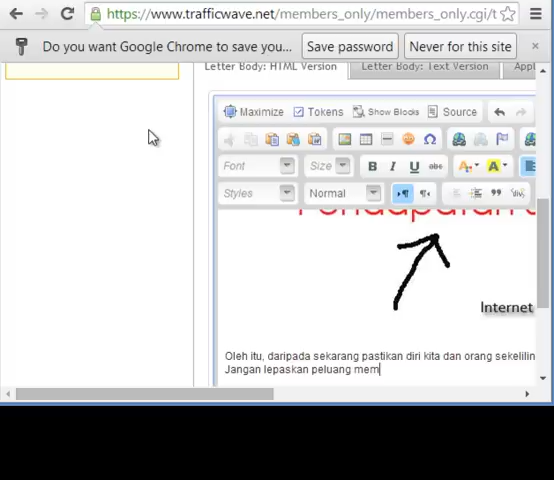 https://www.trafficwave.net/members_only/members_only.cgi/t
Do you want Google Chrome to save you... Save password Never for this site
Letter Body: HTML Version Letter Body: Text Version
Maximize Tokens Show Blocks Source
Font Size B I U abc A A
Styles Normal
Pendapatan
Internet
Oleh itu, daripada sekarang pastikan diri kita dan orang sekelilin
Jangan lepaskan peluang mem